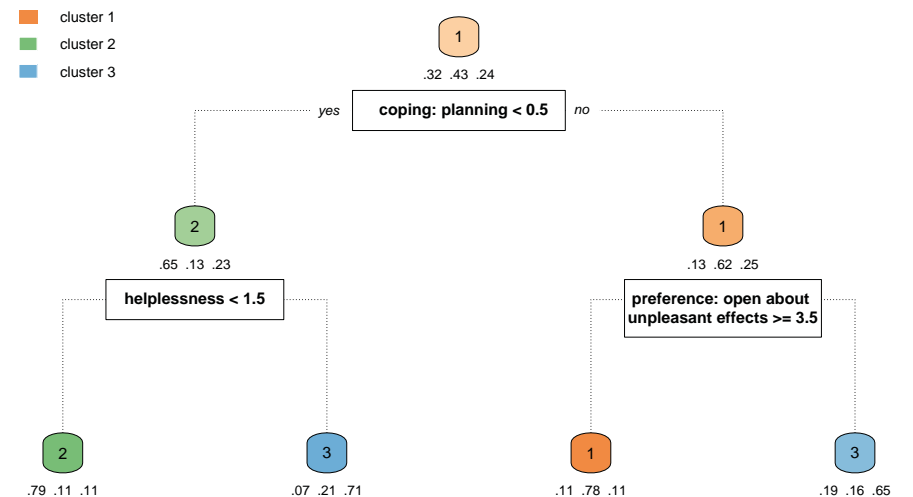 cluster 1
cluster 2
cluster 3
1
.32 .43 .24
yes
coping: planning < 0.5
no
2
.65 .13 .23
helplessness < 1.5
1
.13 .62 .25
preference: open about
unpleasant effects >= 3.5
2
.79 .11 .11
3
.07 .21 .71
1
.11 .78 .11
3
.19 .16 .65